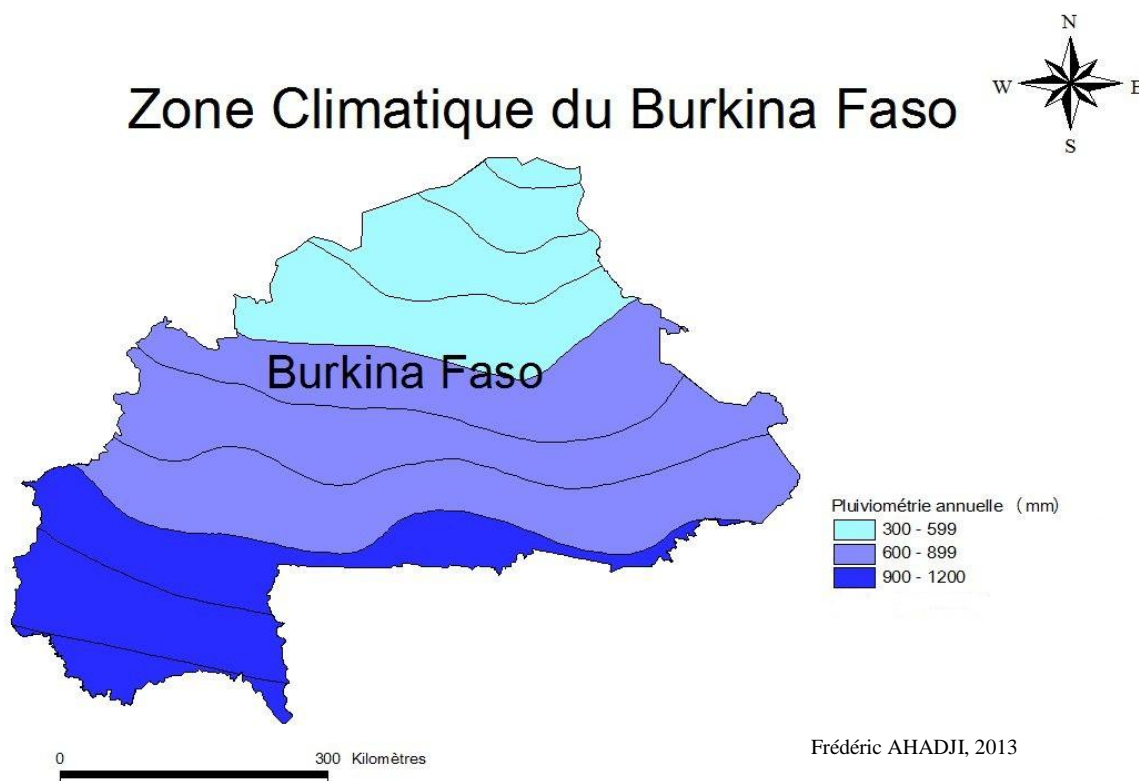 N
W E
S
Zone Climatique du Burkina Faso
Burkina Faso
Pluiviométrie annuelle (mm)
300 - 599
600 - 899
900 - 1200
0 300 Kilomètres
Frédéric AHADJI, 2013